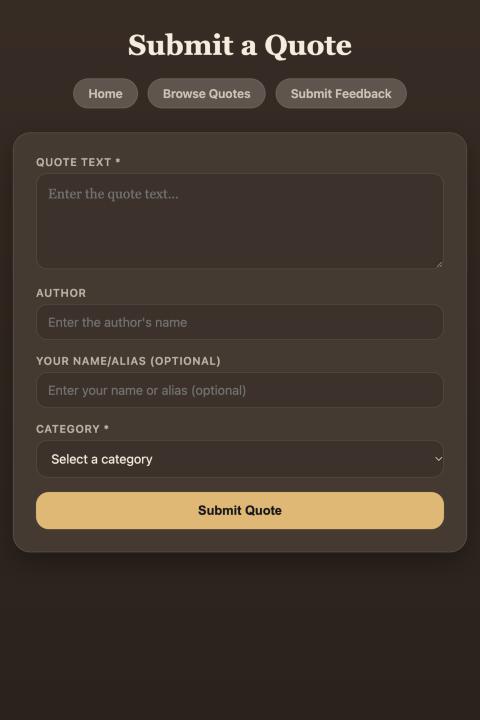 Submit a Quote
Home Browse Quotes Submit Feedback
QUOTE TEXT *
Enter the quote text...
AUTHOR
Enter the author's name
YOUR NAME/ALIAS (OPTIONAL)
Enter your name or alias (optional)
CATEGORY *
Select a category
Submit Quote